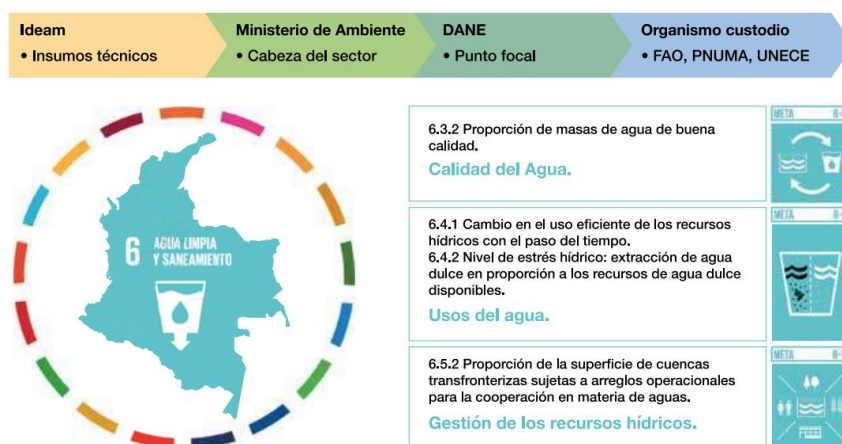 Ideam
• Insumos técnicos
Ministerio de Ambiente
• Cabeza del sector
DANE
• Punto focal
Organismo custodio
• FAO, PNUMA, UNECE
6 AGUA LIMPIA
Y SANEAMIENTO
6.3.2 Proporción de masas de agua de buena
calidad.
Calidad del Agua.
META 6-
6.4.1 Cambio en el uso eficiente de los recursos
hídricos con el paso del tiempo.
6.4.2 Nivel de estrés hídrico: extracción de agua
dulce en proporción a los recursos de agua dulce
disponibles.
Usos del agua.
META 6-
6.5.2 Proporción de la superficie de cuencas
transfronterizas sujetas a arreglos operacionales
para la cooperación en materia de aguas.
Gestión de los recursos hídricos.
META 6-